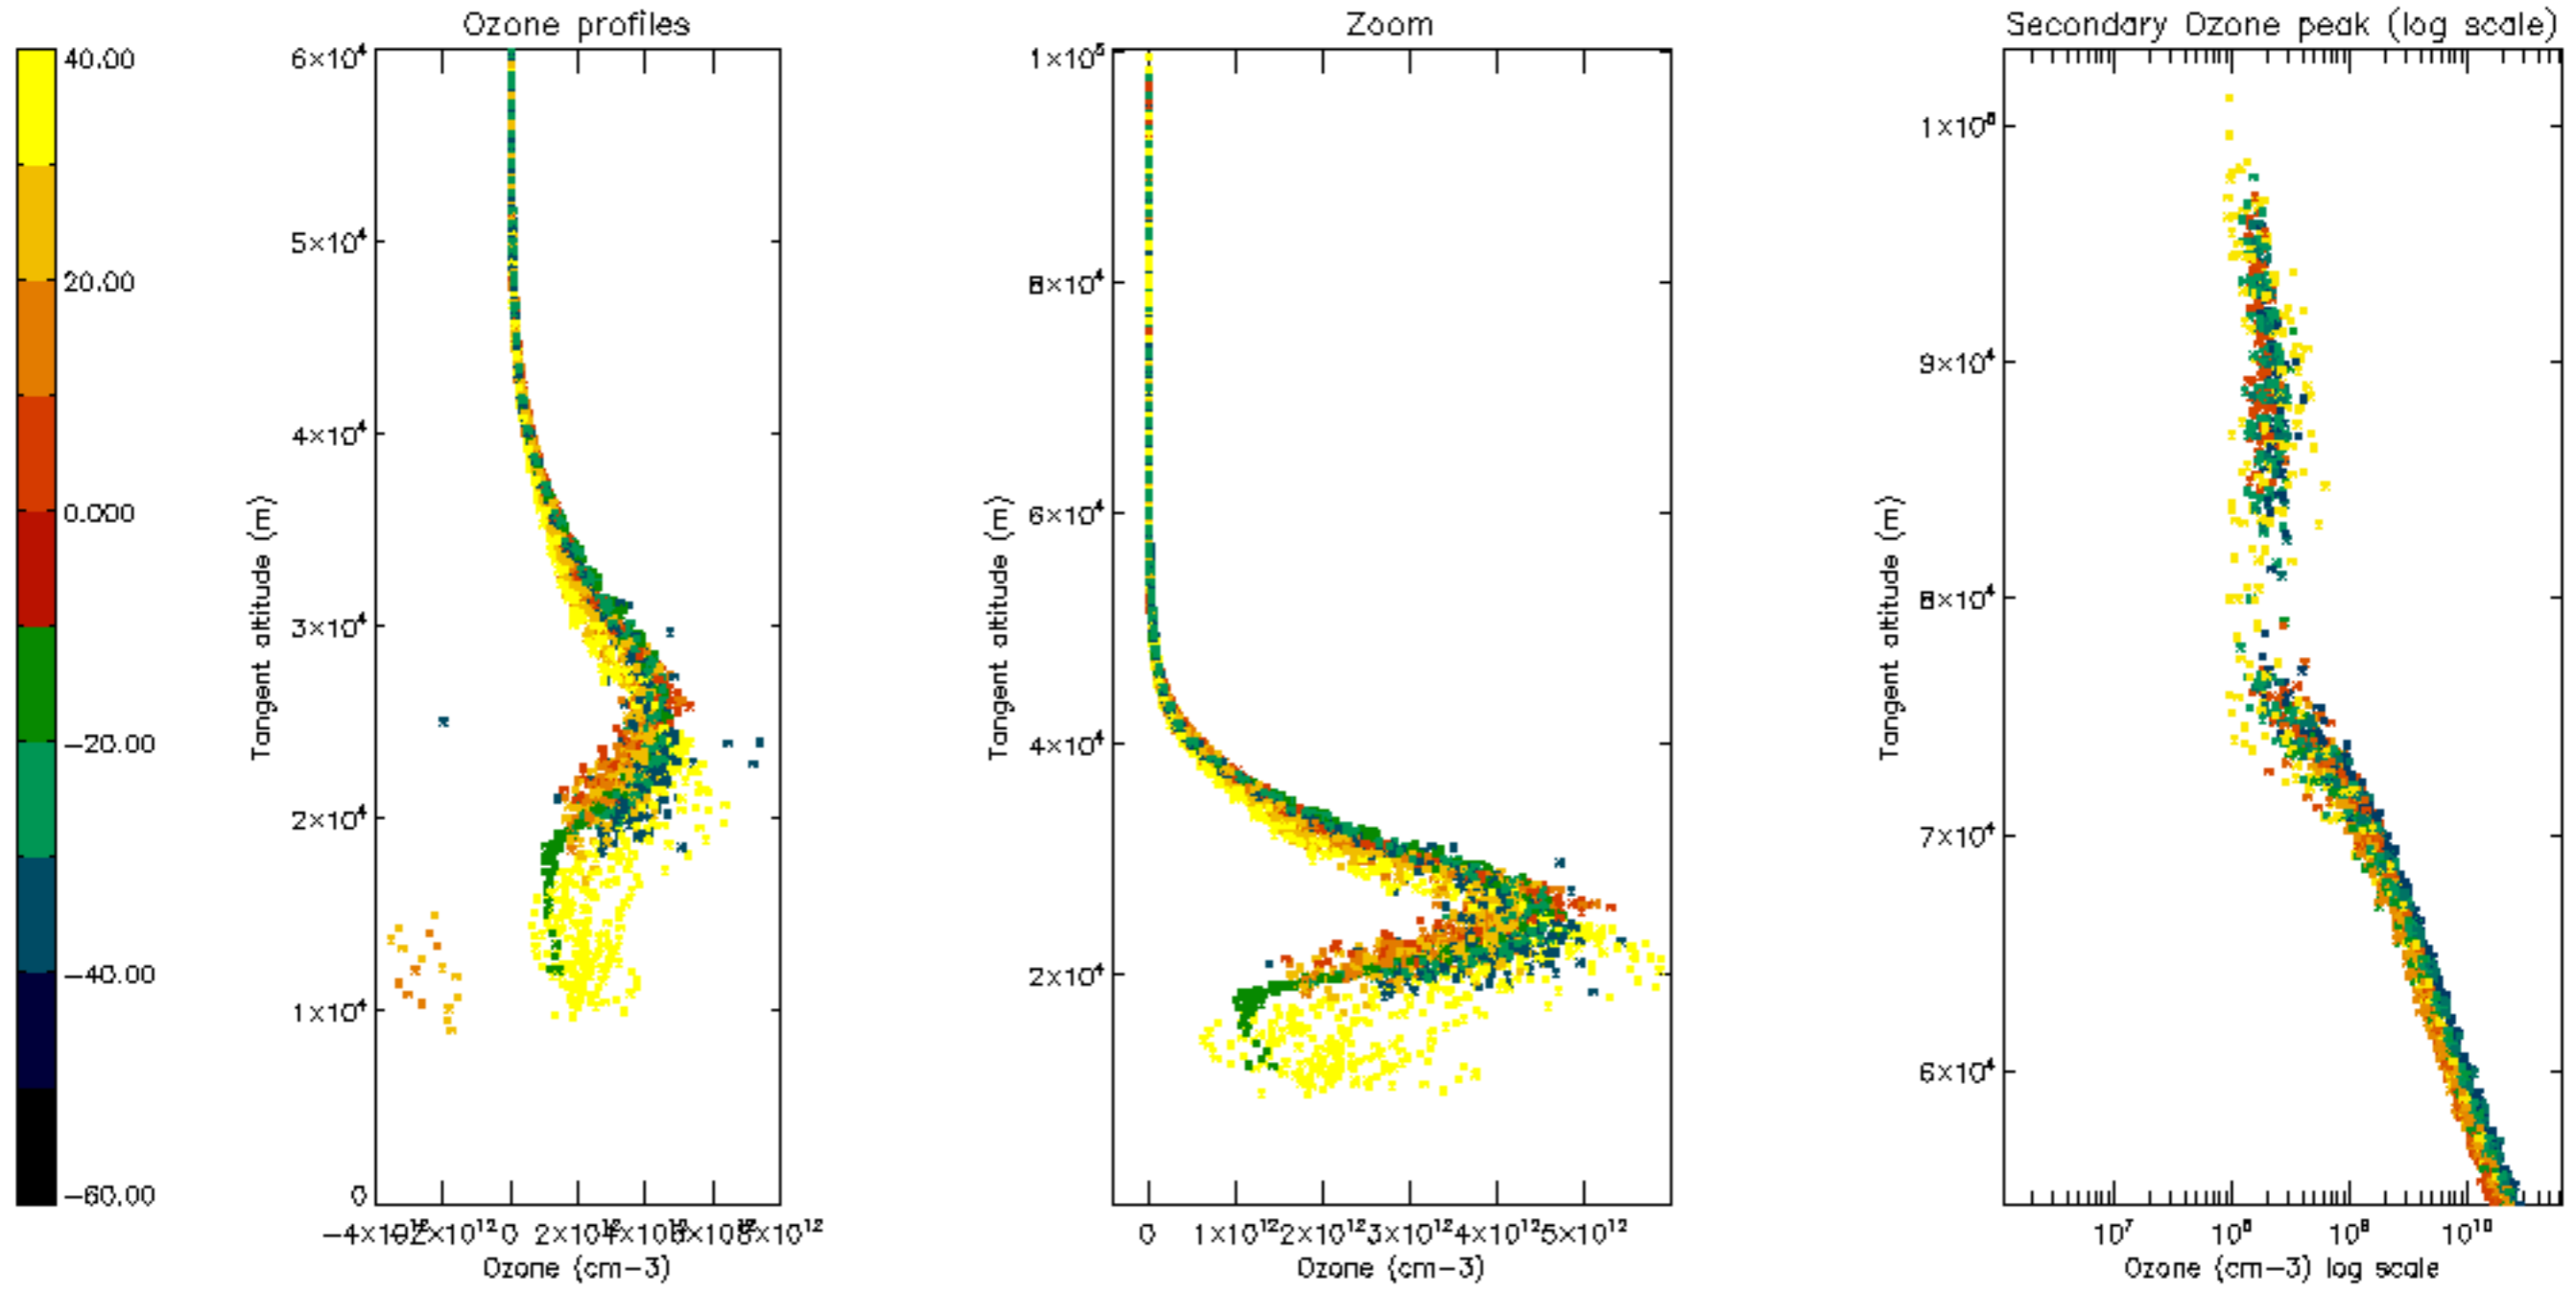 Ozone profiles
Zoom
Secondary Ozone peak (log scale)
40.00
20.00
0.000
−20.00
−40.00
−60.00
6×10⁴
5×10⁴
4×10⁴
3×10⁴
2×10⁴
1×10⁴
0
Tangent altitude (m)
0
Ozone (cm−3)
1×10⁵
8×10⁴
6×10⁴
4×10⁴
2×10⁴
Tangent altitude (m)
0 1×10¹² 2×10¹² 3×10¹² 4×10¹² 5×10¹²
Ozone (cm−3)
1×10⁵
9×10⁴
8×10⁴
7×10⁴
6×10⁴
Tangent altitude (m)
10⁷ 10⁸ 10⁹ 10¹⁰
Ozone (cm−3) log scale